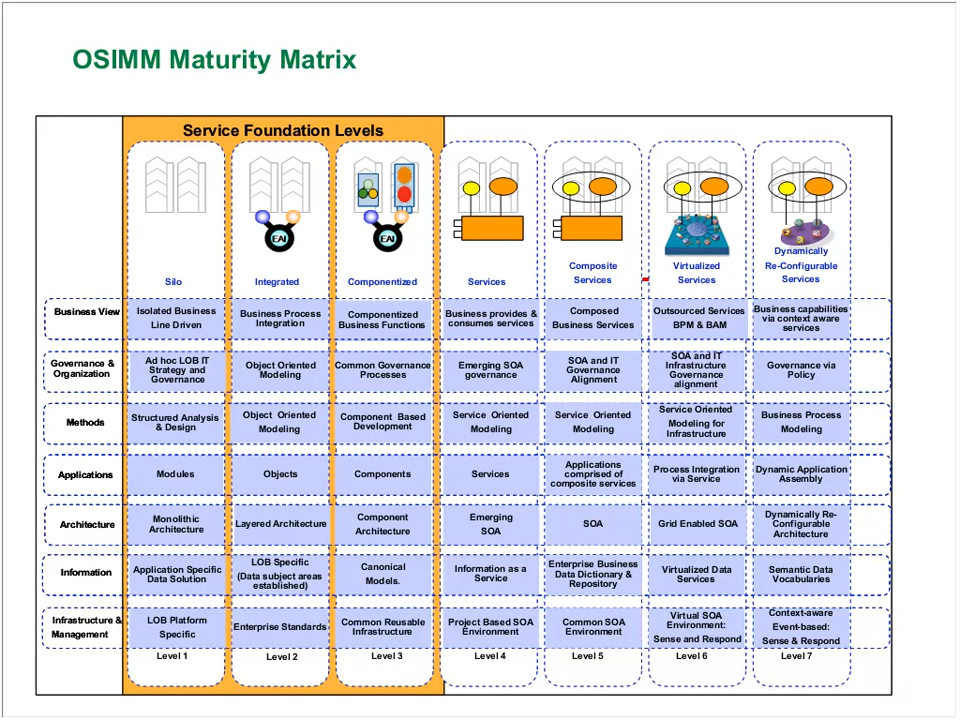 OSIMM Maturity Matrix
Service Foundation Levels
EAI
EAI
Silo
Integrated
Componentized
Services
Composite
Services
Virtualized
Services
Dynamically
Re-Configurable
Services
Business View
Isolated Business
Line Driven
Business Process
Integration
Componentized
Business Functions
Business provides &
consumes services
Composed
Business Services
Outsourced Services
BPM & BAM
Business capabilities
via context aware
services
Governance &
Organization
Ad hoc LOB IT
Strategy and
Governance
Object Oriented
Modeling
Common Governance
Processes
Emerging SOA
governance
SOA and IT
Governance
Alignment
SOA and IT
Infrastructure
Governance
alignment
Governance via
Policy
Methods
Structured Analysis
& Design
Object Oriented
Modeling
Component Based
Development
Service Oriented
Modeling
Service Oriented
Modeling
Service Oriented
Modeling for
Infrastructure
Business Process
Modeling
Applications
Modules
Objects
Components
Services
Applications
comprised of
composite services
Process Integration
via Service
Dynamic Application
Assembly
Architecture
Monolithic
Architecture
Layered Architecture
Component
Architecture
Emerging
SOA
SOA
Grid Enabled SOA
Dynamically Re-
Configurable
Architecture
Information
Application Specific
Data Solution
LOB Specific
(Data subject areas
established)
Canonical
Models.
Information as a
Service
Enterprise Business
Data Dictionary &
Repository
Virtualized Data
Services
Semantic Data
Vocabularies
Infrastructure &
Management
LOB Platform
Specific
Enterprise Standards
Common Reusable
Infrastructure
Project Based SOA
Environment
Common SOA
Environment
Virtual SOA
Environment:
Sense and Respond
Context-aware
Event-based:
Sense & Respond
Level 1
Level 2
Level 3
Level 4
Level 5
Level 6
Level 7